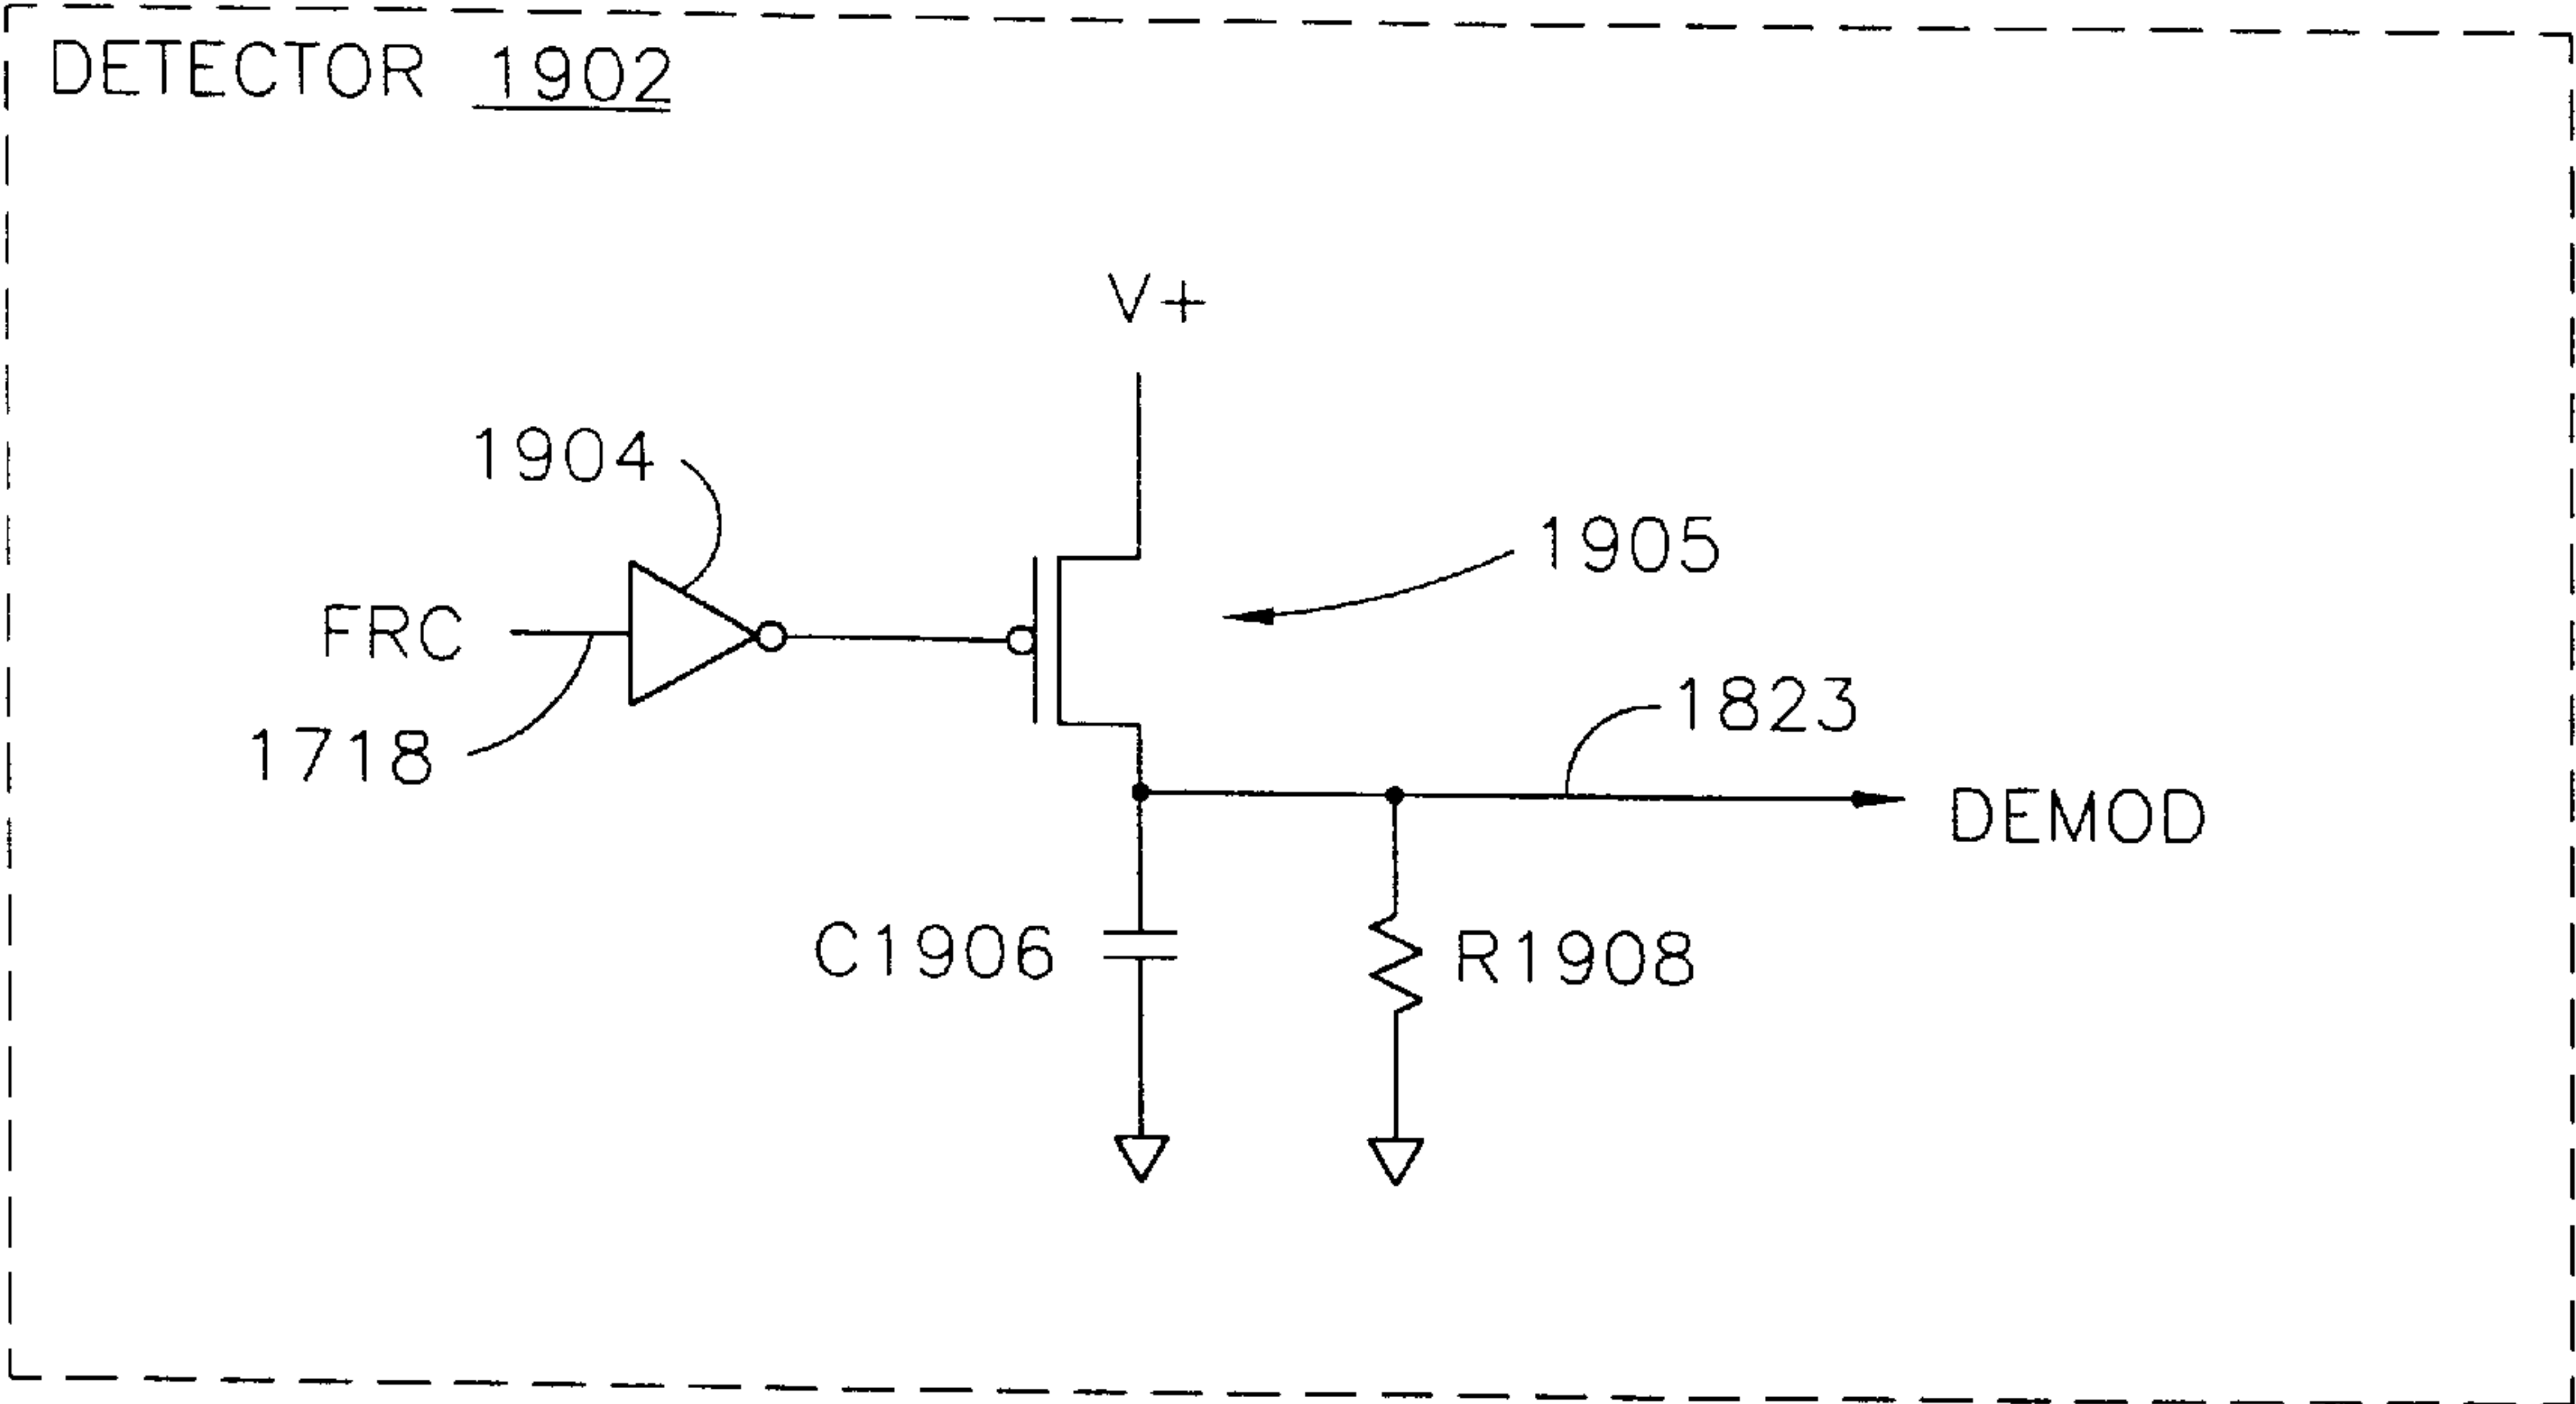 DETECTOR 1902
V+
1904
1905
FRC
1718
1823
DEMOD
C1906
R1908